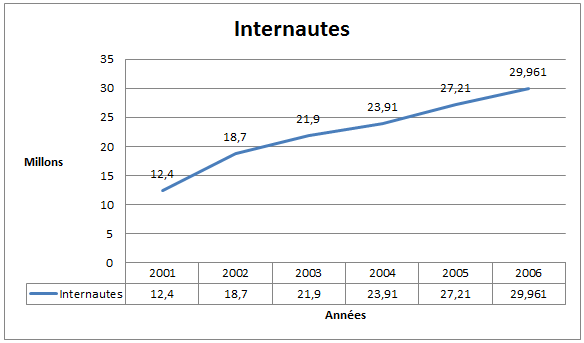 Internautes
35
30
25
20
15
10
5
0
Millons
12,4
18,7
21,9
23,91
27,21
29,961
2001 2002 2003 2004 2005 2006
Internautes 12,4 18,7 21,9 23,91 27,21 29,961
Années